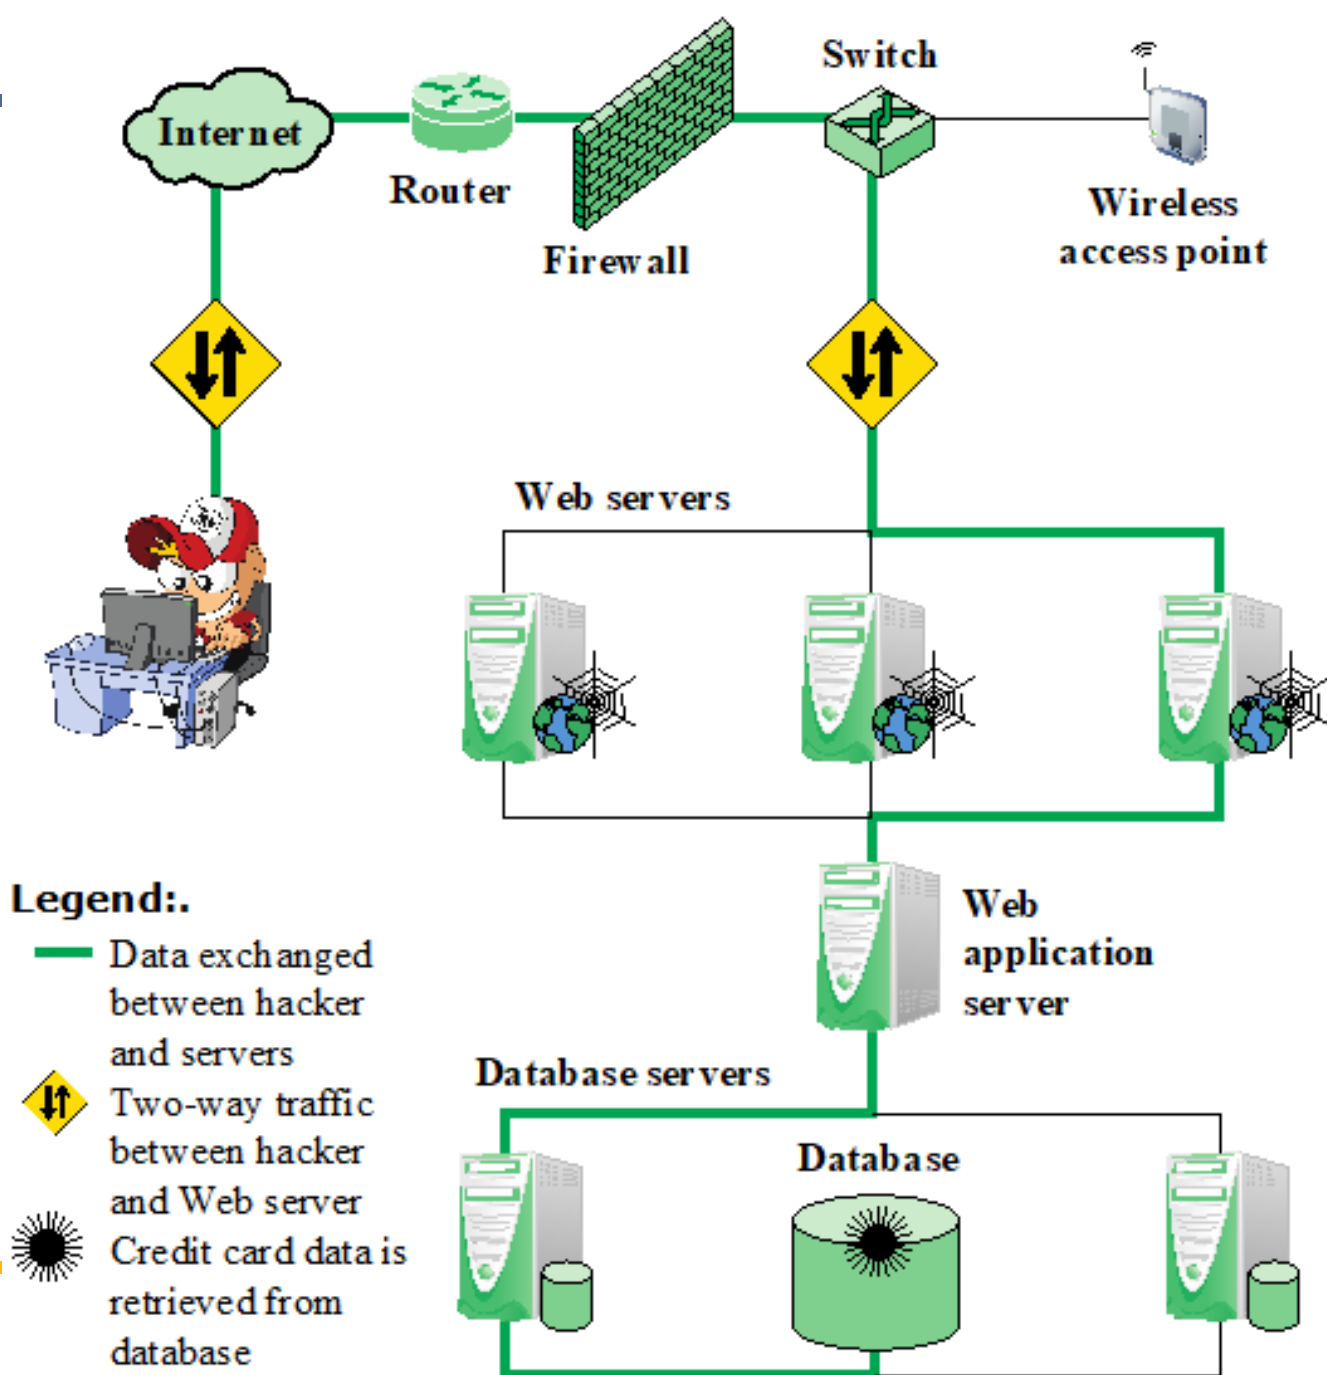 Switch
Internet
Router
Wireless
access point
Firewall
Web servers
Legend:.
Data exchanged
between hacker
and servers
Two-way traffic
between hacker
and Web server
Credit card data is
retrieved from
database
Web
application
server
Database servers
Database